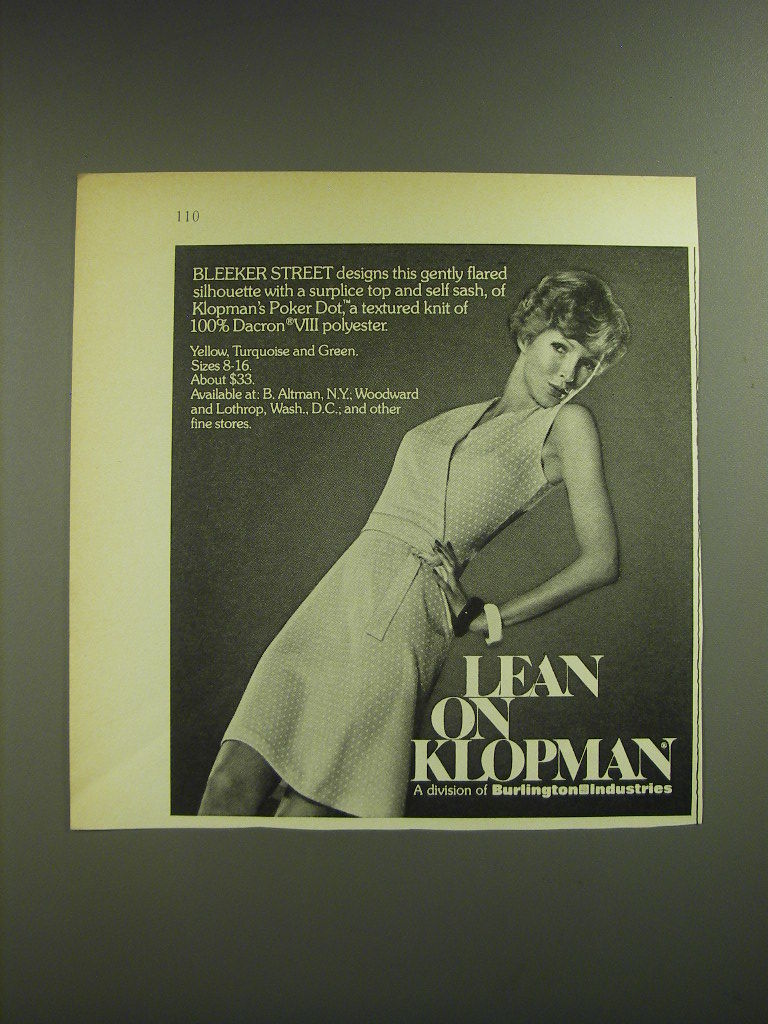 110
BLEEKER STREET designs this gently flared
silhouette with a surplice top and self sash, of
Klopman's Poker Dot,™ a textured knit of
100% Dacron® VIII polyester.
Yellow, Turquoise and Green.
Sizes 8-16.
About $33.
Available at: B. Altman, N.Y.; Woodward
and Lothrop, Wash., D.C.; and other
fine stores.
LEAN
ON
KLOPMAN®
A division of Burlington Industries